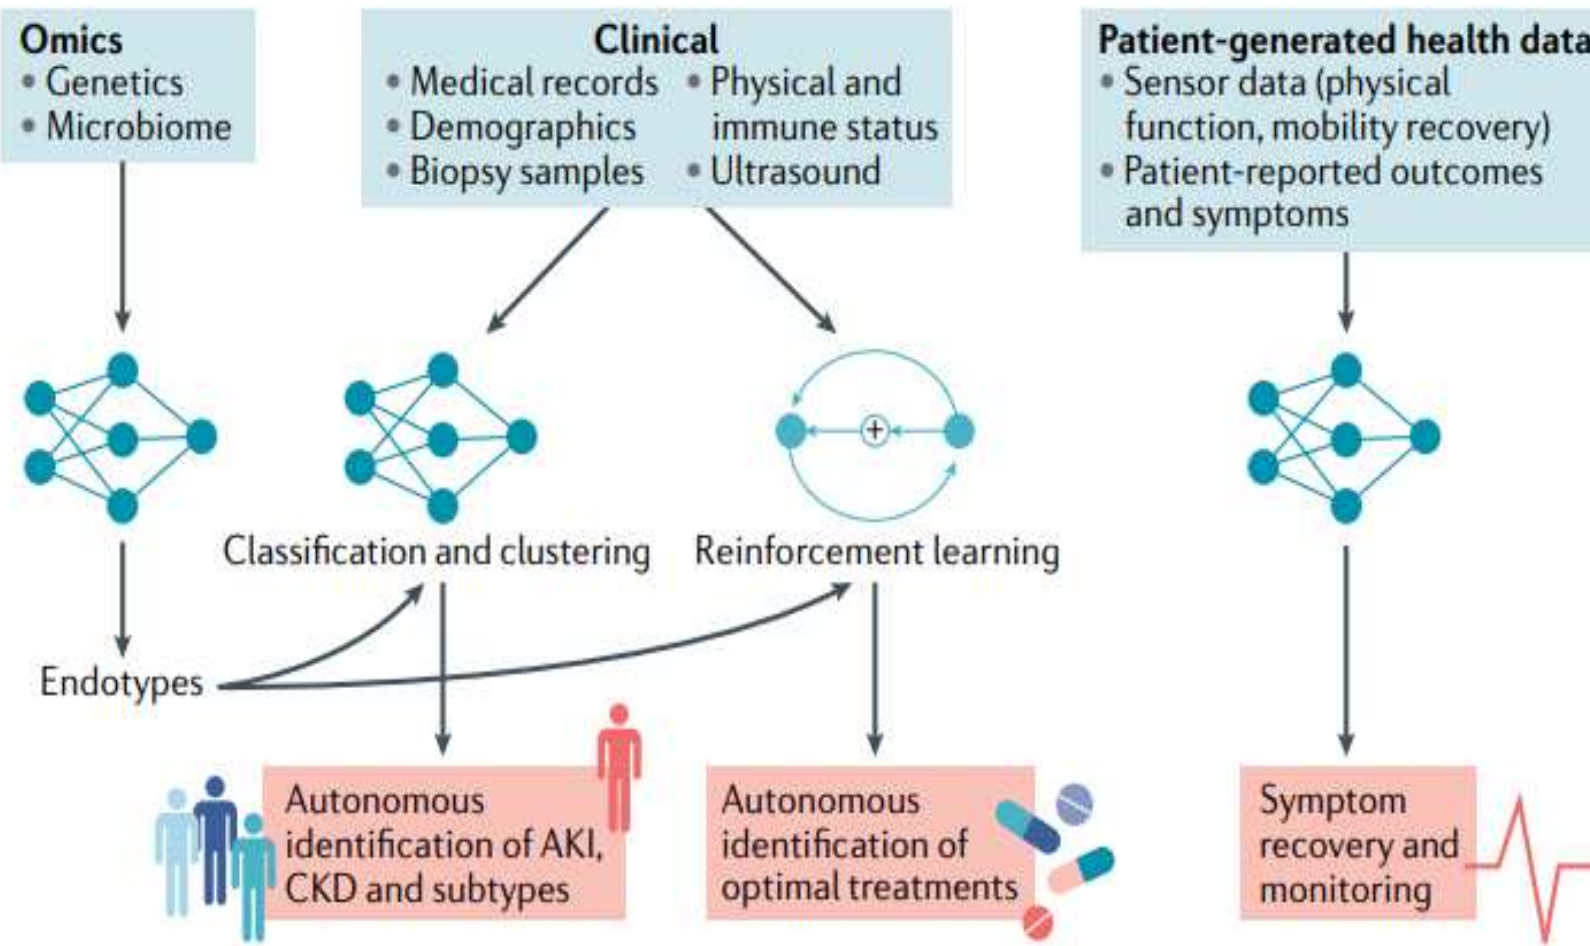 Omics
• Genetics
• Microbiome
Clinical
• Medical records
• Demographics
• Biopsy samples
• Physical and
immune status
• Ultrasound
Patient-generated health data
• Sensor data (physical
function, mobility recovery)
• Patient-reported outcomes
and symptoms
+
Classification and clustering
Reinforcement learning
Endotypes
Autonomous
identification of AKI,
CKD and subtypes
Autonomous
identification of
optimal treatments
Symptom
recovery and
monitoring